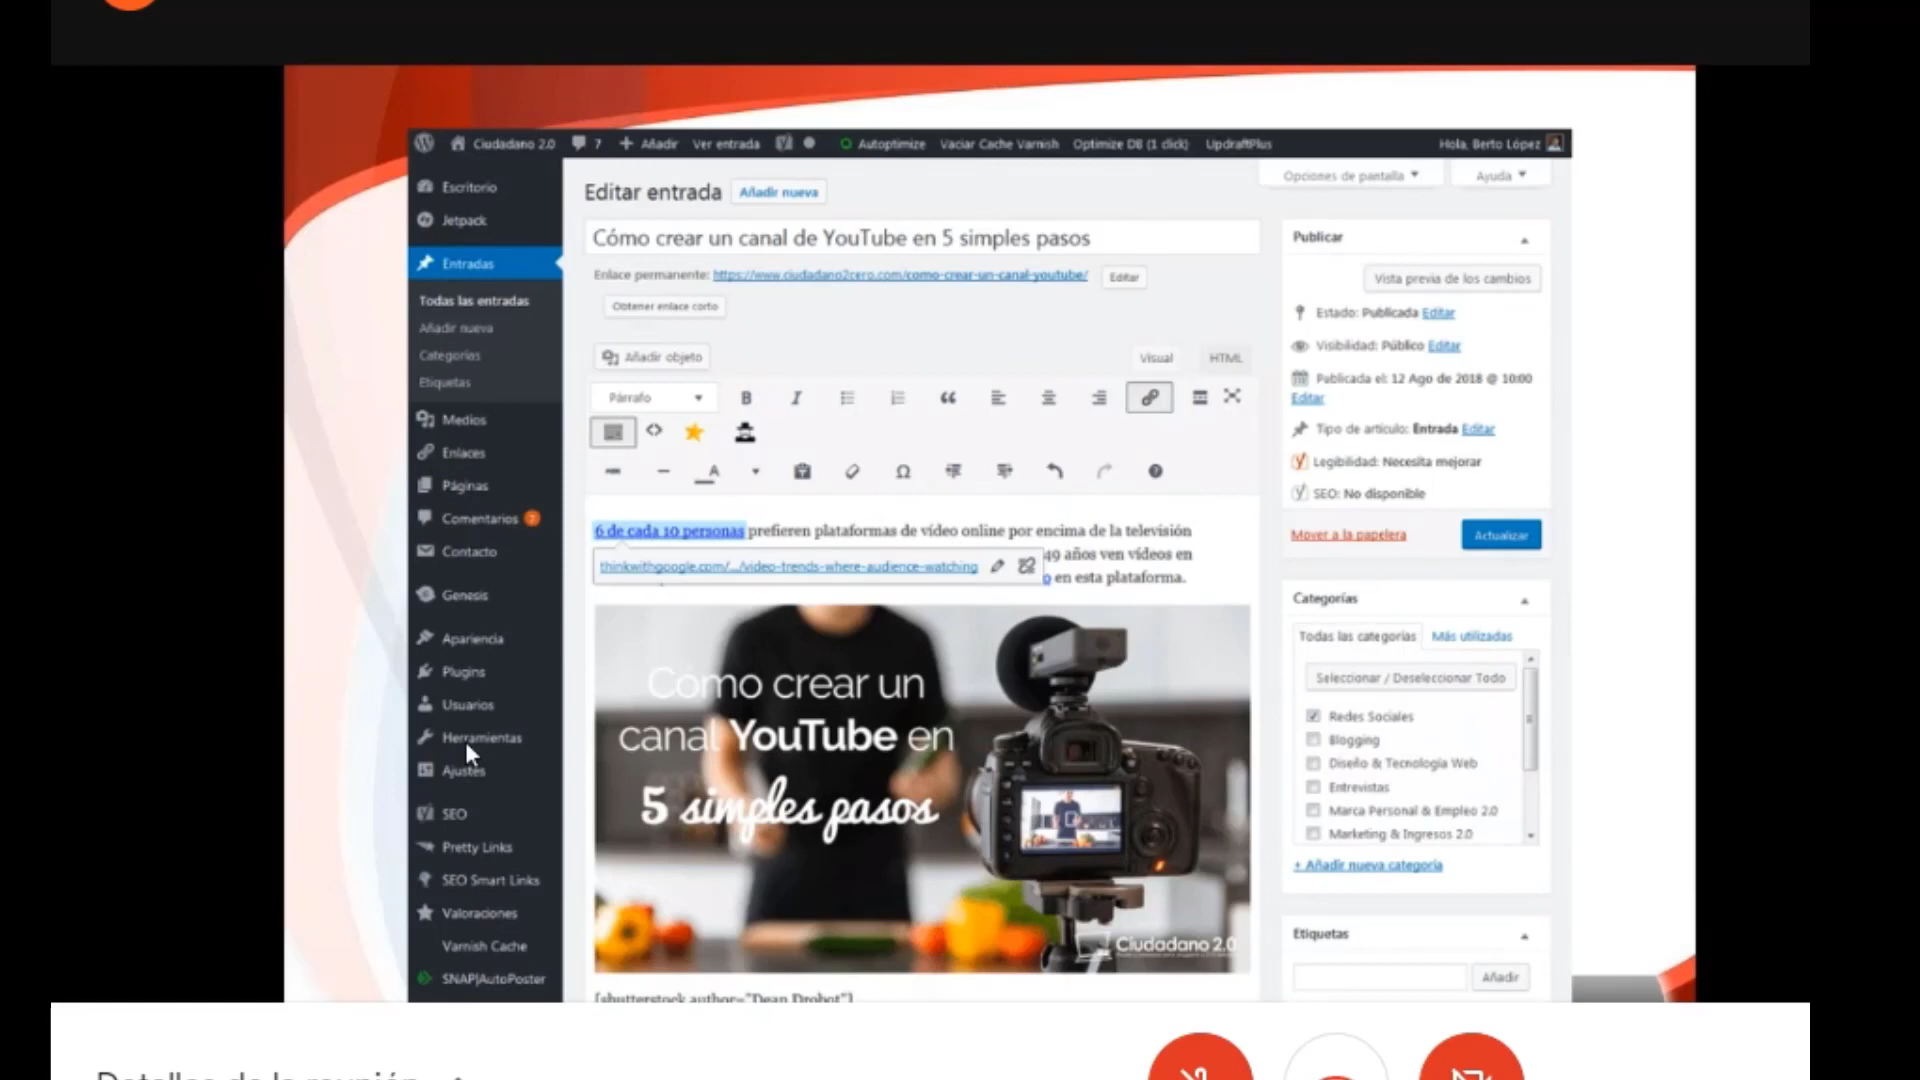 Ciudadano 2.0 7 Añadir Ver entrada Autoptimize Vaciar Cache Varnish Optimize DB (1 click) UpdraftPlus Hola, Berto López
Escritorio
Jetpack
Entradas
Todas las entradas
Añadir nueva
Categorías
Etiquetas
Medios
Enlaces
Páginas
Comentarios 7
Contacto
Genesis
Apariencia
Plugins
Usuarios
Herramientas
Ajustes
SEO
Pretty Links
SEO Smart Links
Valoraciones
Varnish Cache
SNAP|AutoPoster
Opciones de pantalla Ayuda
Editar entrada Añadir nueva
Cómo crear un canal de YouTube en 5 simples pasos
Enlace permanente: https://www.ciudadano2cero.com/como-crear-un-canal-youtube/ Editar
Obtener enlace corto
Añadir objeto Visual HTML
Párrafo
6 de cada 10 personas prefieren plataformas de vídeo online por encima de la televisión
49 años ven vídeos en
thinkwithgoogle.com/.../video-trends-where-audience-watching
en esta plataforma.
Cómo crear un
canal YouTube en
5 simples pasos
Ciudadano 2.0
[shutterstock author="Dean Drobot"]
Publicar
Vista previa de los cambios
Estado: Publicada Editar
Visibilidad: Público Editar
Publicada el: 12 Ago de 2018 @ 10:00
Editar
Tipo de artículo: Entrada Editar
Legibilidad: Necesita mejorar
SEO: No disponible
Mover a la papelera Actualizar
Categorías
Todas las categorías Más utilizadas
Seleccionar / Deseleccionar Todo
Redes Sociales
Blogging
Diseño & Tecnología Web
Entrevistas
Marca Personal & Empleo 2.0
Marketing & Ingresos 2.0
+ Añadir nueva categoría
Etiquetas
Añadir
Detalles de la reunión